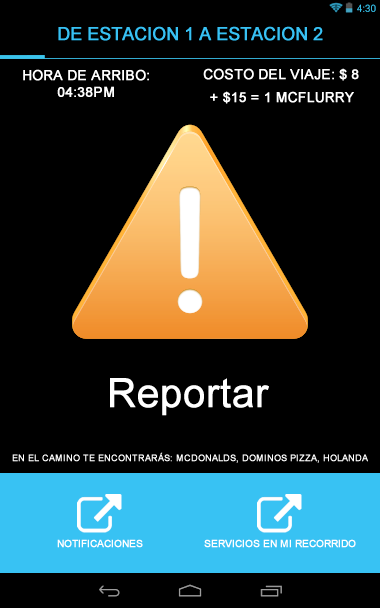 4:30
DE ESTACION 1 A ESTACION 2
HORA DE ARRIBO:
04:38PM
COSTO DEL VIAJE: $ 8
+ $15 = 1 MCFLURRY
Reportar
EN EL CAMINO TE ENCONTRARÁS: MCDONALDS, DOMINOS PIZZA, HOLANDA
NOTIFICACIONES
SERVICIOS EN MI RECORRIDO